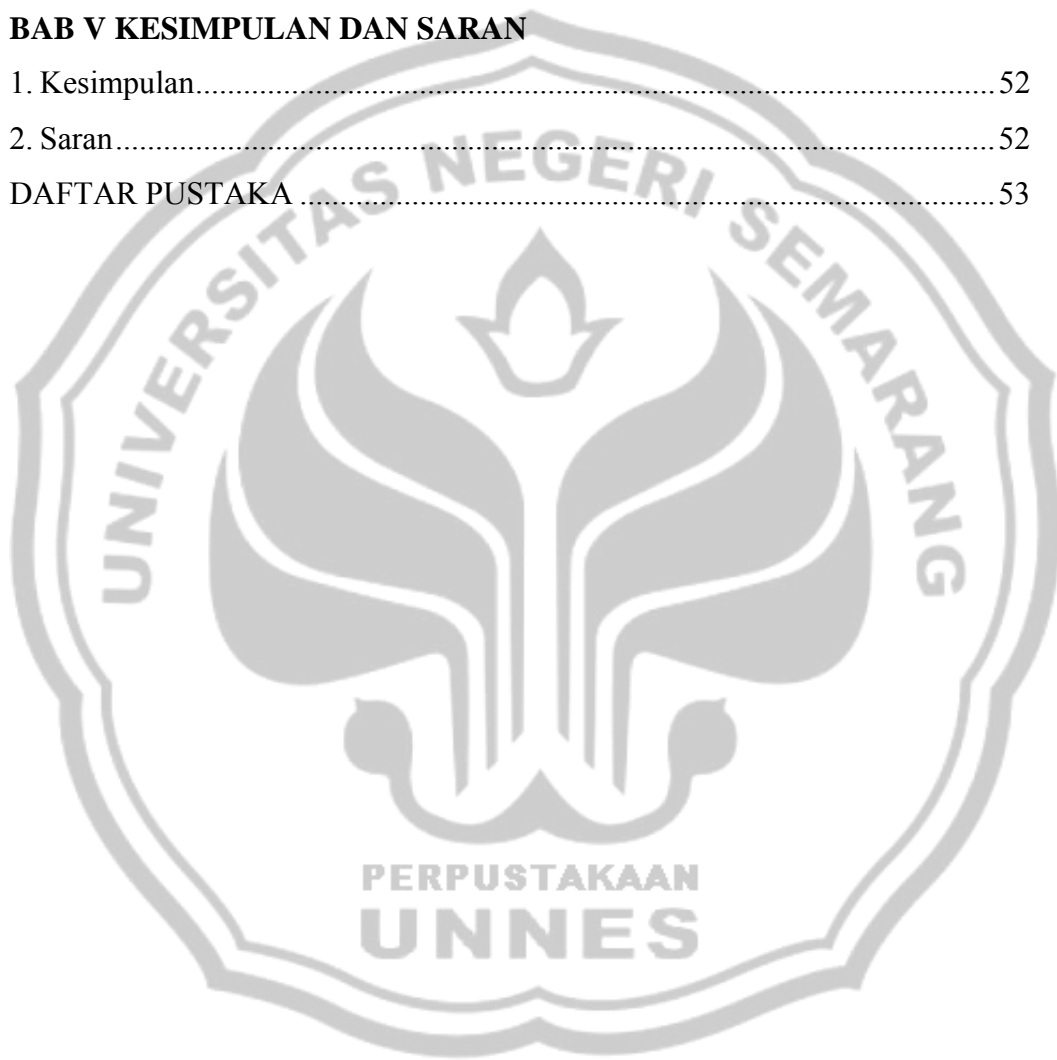 BAB V KESIMPULAN DAN SARAN
1. Kesimpulan....................................................................................................52
2. Saran..............................................................................................................52
DAFTAR PUSTAKA .......................................................................................53
UNIVERSITAS NEGERI SEMARANG
PERPUSTAKAAN
UNNES